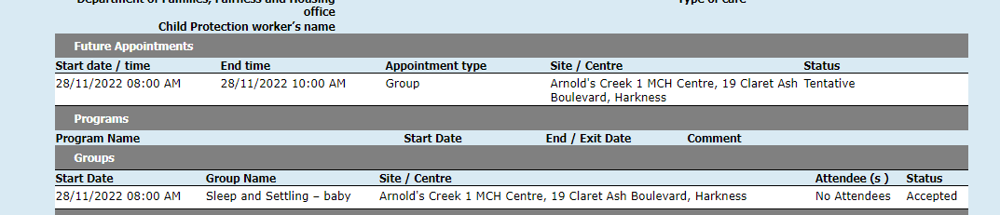 Department of Families, Fairness and Housing Type of care
office
Child Protection worker's name
Future Appointments
Start date / time End time Appointment type Site / Centre Status
28/11/2022 08:00 AM 28/11/2022 10:00 AM Group Arnold's Creek 1 MCH Centre, 19 Claret Ash Tentative
Boulevard, Harkness
Programs
Program Name Start Date End / Exit Date Comment
Groups
Start Date Group Name Site / Centre Attendee (s ) Status
28/11/2022 08:00 AM Sleep and Settling – baby Arnold's Creek 1 MCH Centre, 19 Claret Ash Boulevard, Harkness No Attendees Accepted